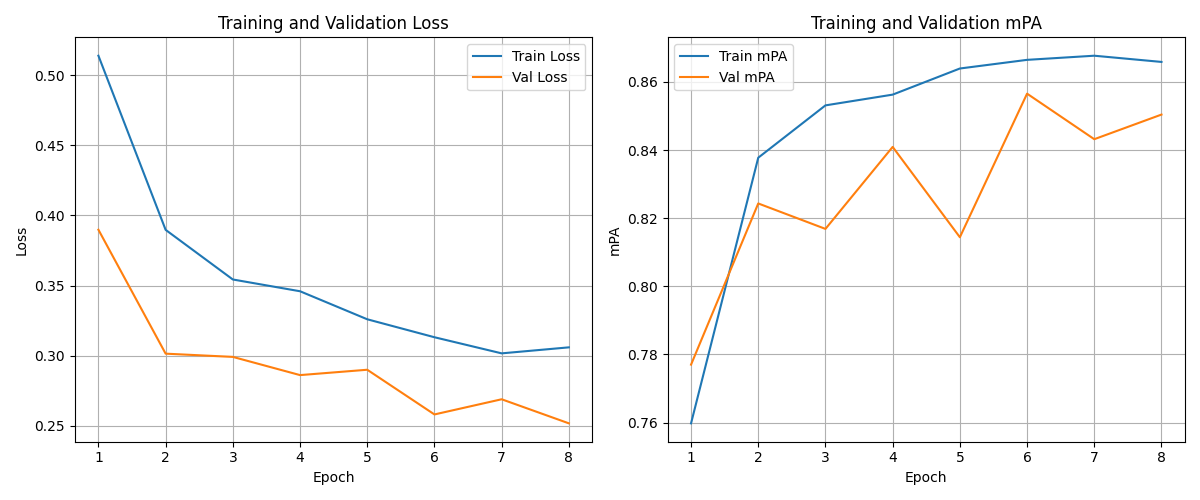 Training and Validation Loss
Train Loss
Val Loss
0.50
0.45
0.40
0.35
0.30
0.25
Loss
1 2 3 4 5 6 7 8
Epoch
Training and Validation mPA
Train mPA
Val mPA
0.86
0.84
0.82
0.80
0.78
0.76
mPA
1 2 3 4 5 6 7 8
Epoch